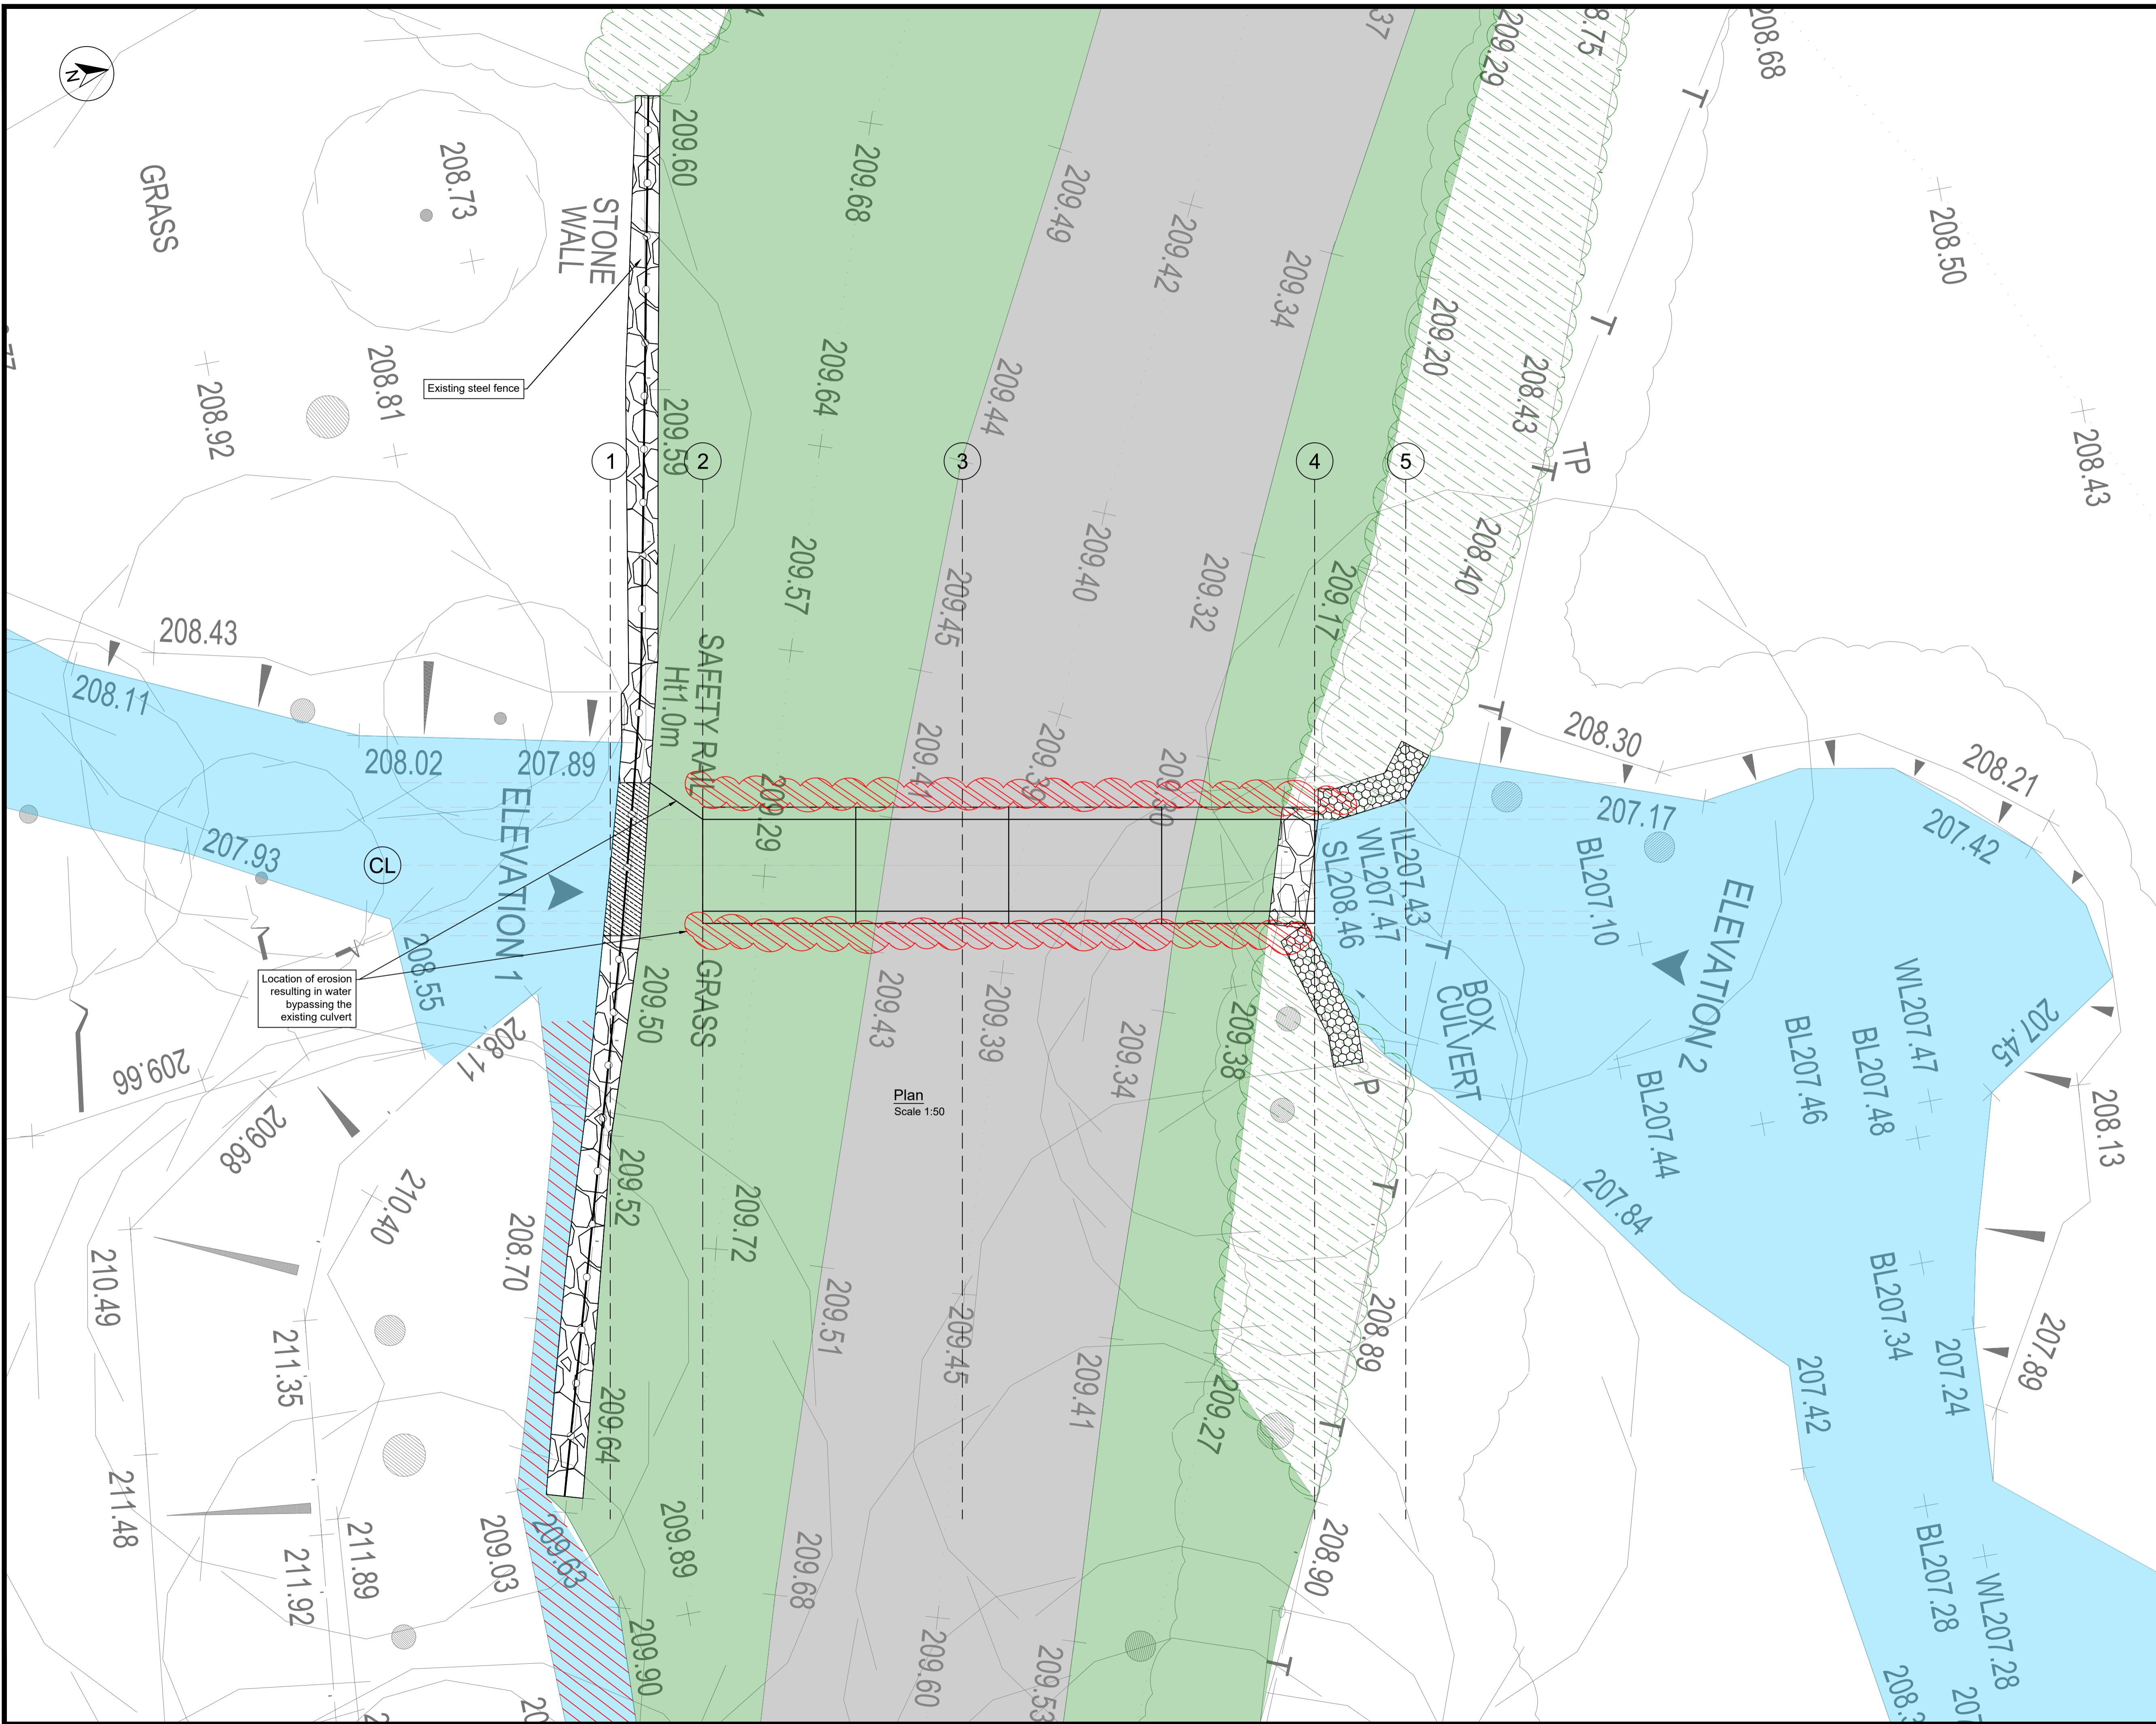 N
GRASS
208.73
STONE
WALL
209.60
209.68
209.49
209.42
209.34
209.29
208.68
208.50
208.92
208.81
Existing steel fence
209.59
209.64
209.44
209.20
208.43
TP
208.43
1
2
3
4
5
209.57
209.45
209.40
209.32
209.17
208.40
208.43
208.11
208.02
207.89
SAFETY RAIL
Ht1.0m
209.29
209.41
209.39
209.30
208.30
208.21
207.17
207.42
207.93
CL
ELEVATION 1
IL207.43
WL207.47
SL208.46
BL207.10
ELEVATION 2
208.55
Location of erosion
resulting in water
bypassing the
existing culvert
209.50
GRASS
209.43
209.39
209.34
209.38
BOX
CULVERT
WL207.47
BL207.48
BL207.46
207.45
208.11
209.66
209.68
Plan
Scale 1:50
P
BL207.44
208.13
210.40
208.70
209.52
209.72
207.84
210.49
211.35
209.51
209.45
209.41
208.89
BL207.34
207.24
207.89
207.42
209.64
209.27
211.48
211.89
211.92
209.03
209.63
209.89
209.68
208.90
BL207.28
WL207.28
209.90
209.60
209.53
T
T
T
T
T
T
T
T